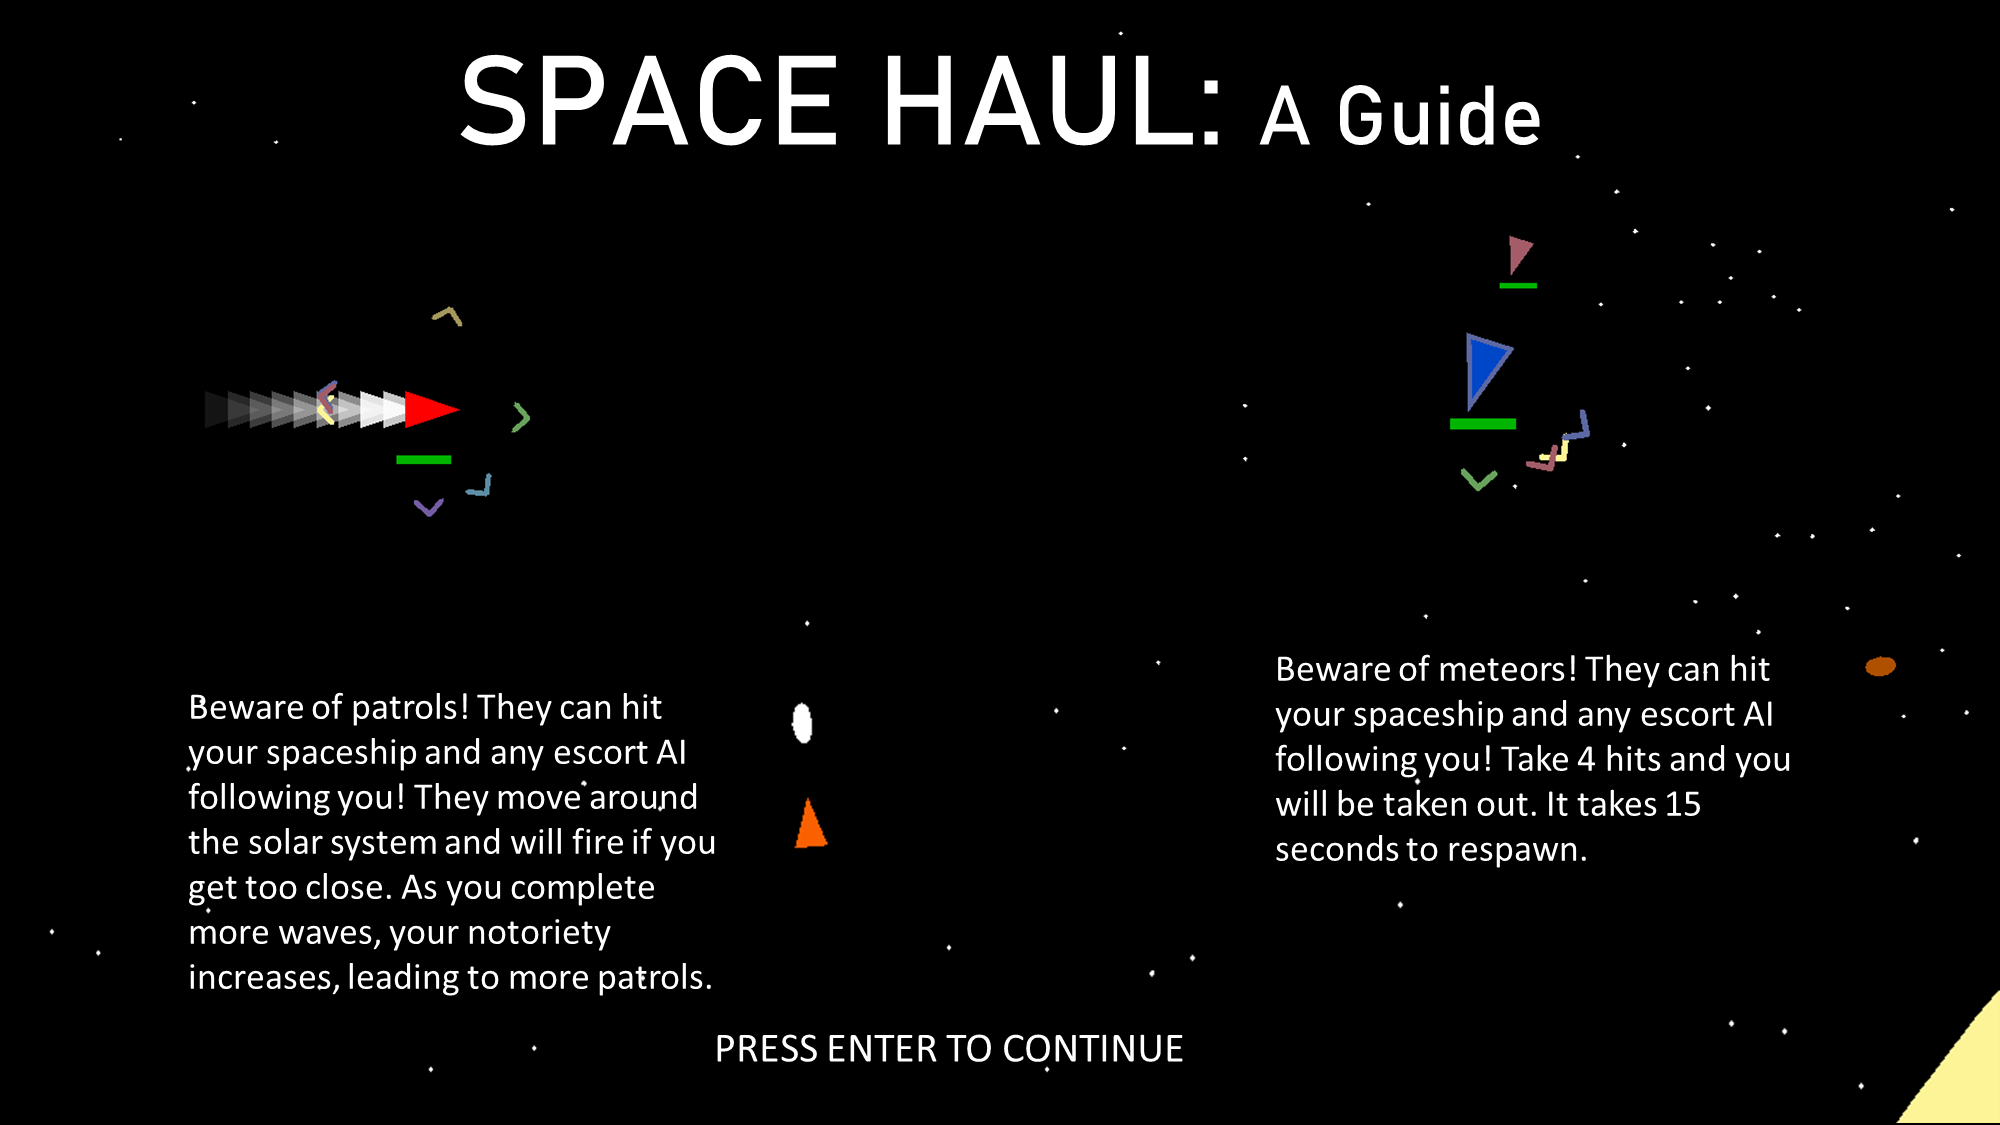 SPACE HAUL: A Guide
Beware of patrols! They can hit
your spaceship and any escort AI
following you! They move around
the solar system and will fire if you
get too close. As you complete
more waves, your notoriety
increases, leading to more patrols.
Beware of meteors! They can hit
your spaceship and any escort AI
following you! Take 4 hits and you
will be taken out. It takes 15
seconds to respawn.
PRESS ENTER TO CONTINUE